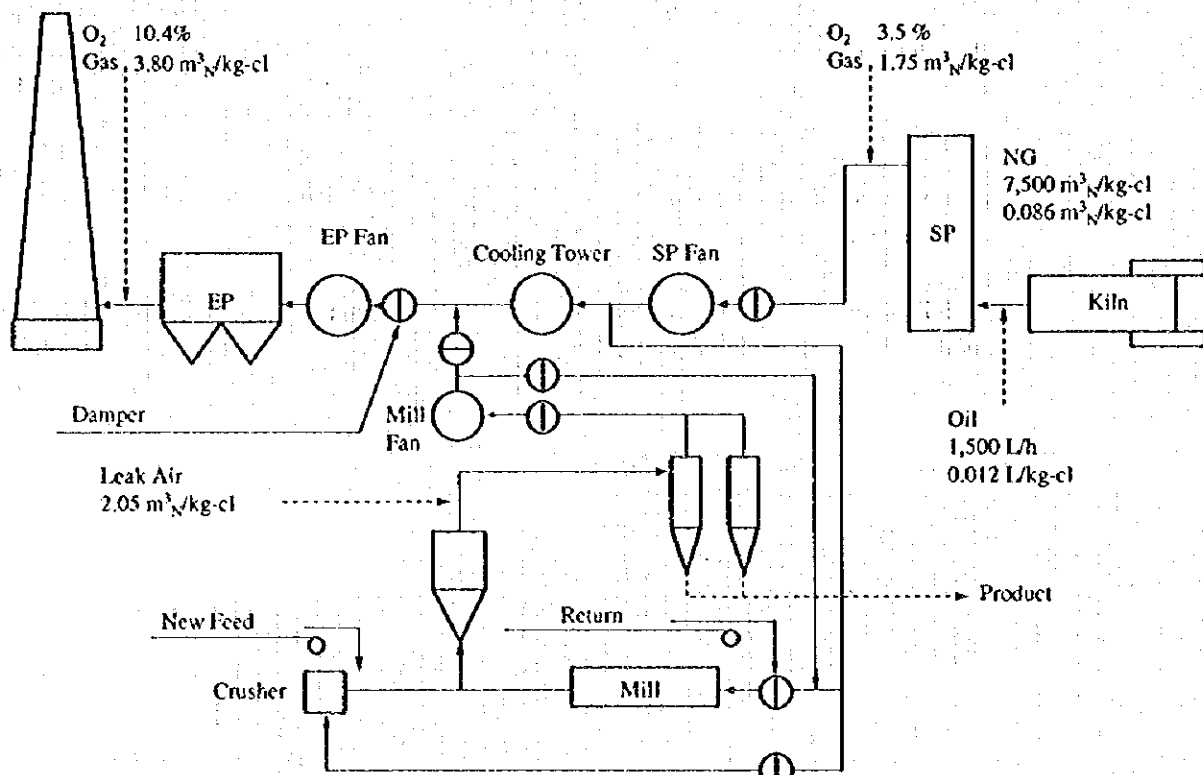 O₂ 10.4%
Gas 3.80 m³N/kg-cl
O₂ 3.5 %
Gas 1.75 m³N/kg-cl
NG
7,500 m³N/kg-cl
0.086 m³N/kg-cl
SP
EP Fan
Cooling Tower
SP Fan
EP
Kiln
Damper
Mill
Fan
Oil
1,500 L/h
0.012 L/kg-cl
Leak Air
2.05 m³N/kg-cl
Product
New Feed
Return
Crusher
Mill